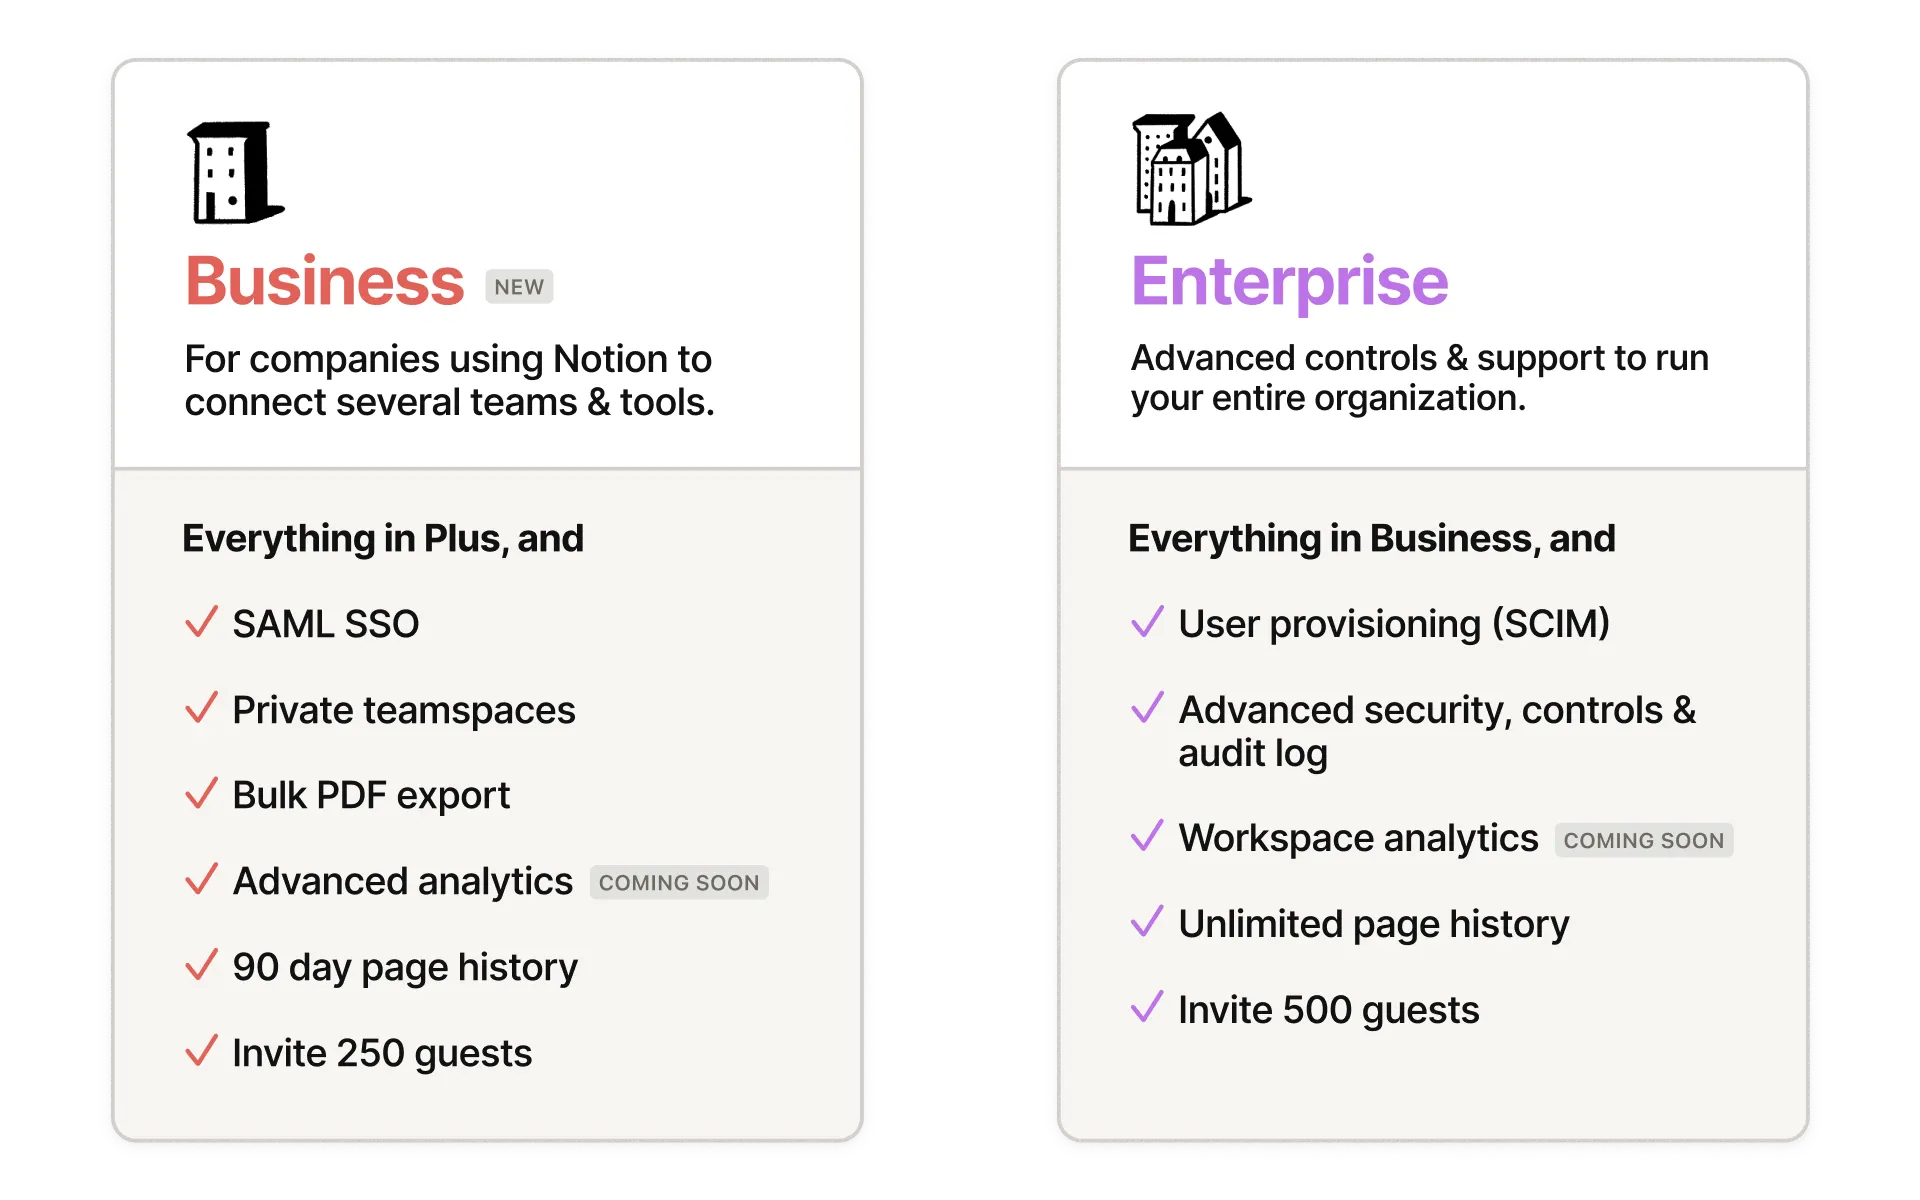 Business NEW
For companies using Notion to
connect several teams & tools.
Everything in Plus, and
SAML SSO
Private teamspaces
Bulk PDF export
Advanced analytics COMING SOON
90 day page history
Invite 250 guests
Enterprise
Advanced controls & support to run
your entire organization.
Everything in Business, and
User provisioning (SCIM)
Advanced security, controls &
audit log
Workspace analytics COMING SOON
Unlimited page history
Invite 500 guests